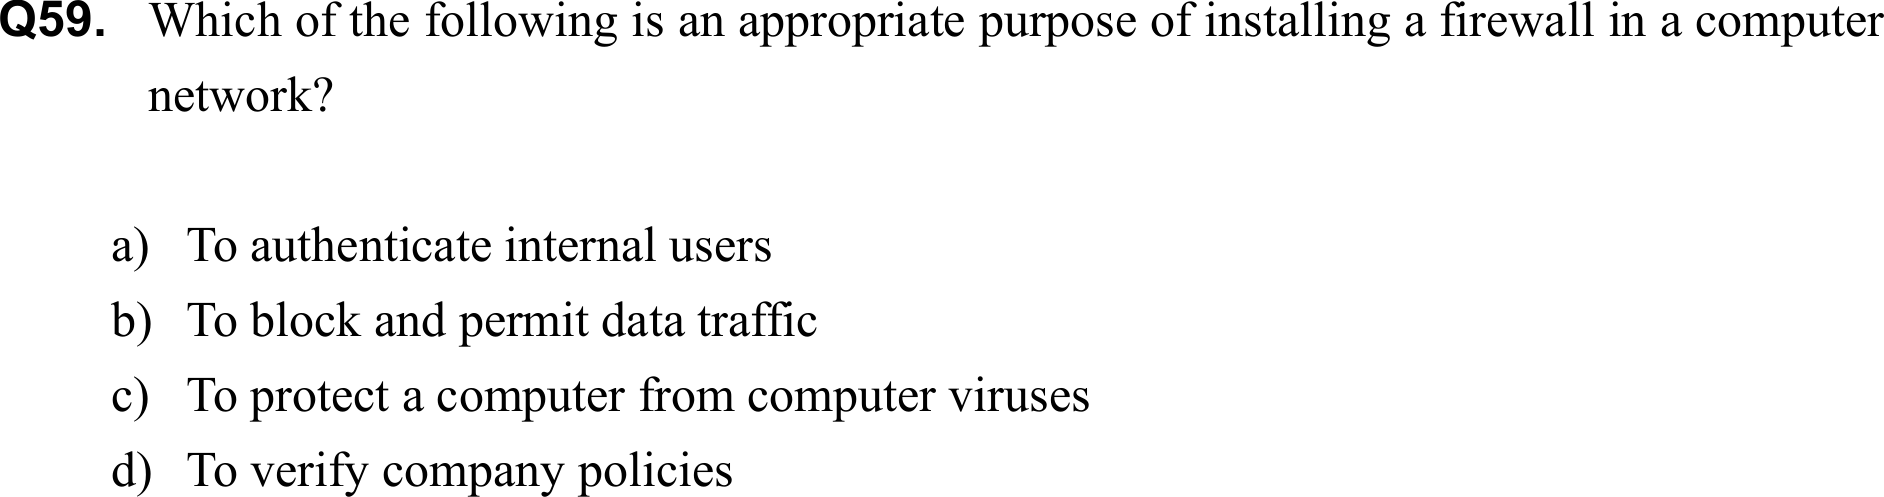 Q59. Which of the following is an appropriate purpose of installing a firewall in a computer
network?
a) To authenticate internal users
b) To block and permit data traffic
c) To protect a computer from computer viruses
d) To verify company policies